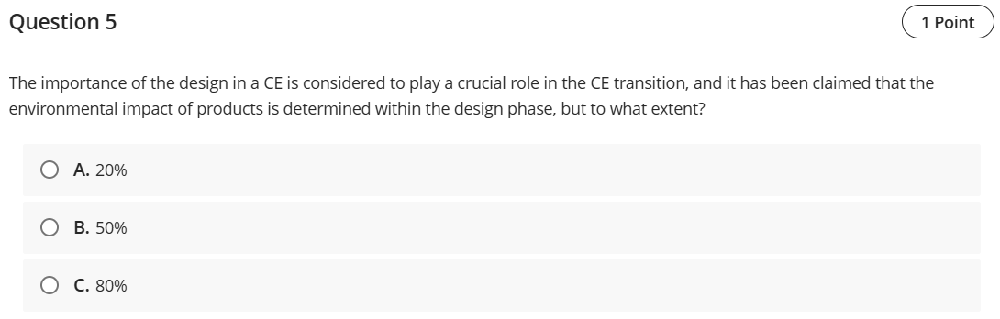 Question 5
1 Point
The importance of the design in a CE is considered to play a crucial role in the CE transition, and it has been claimed that the
environmental impact of products is determined within the design phase, but to what extent?
A. 20%
B. 50%
C. 80%